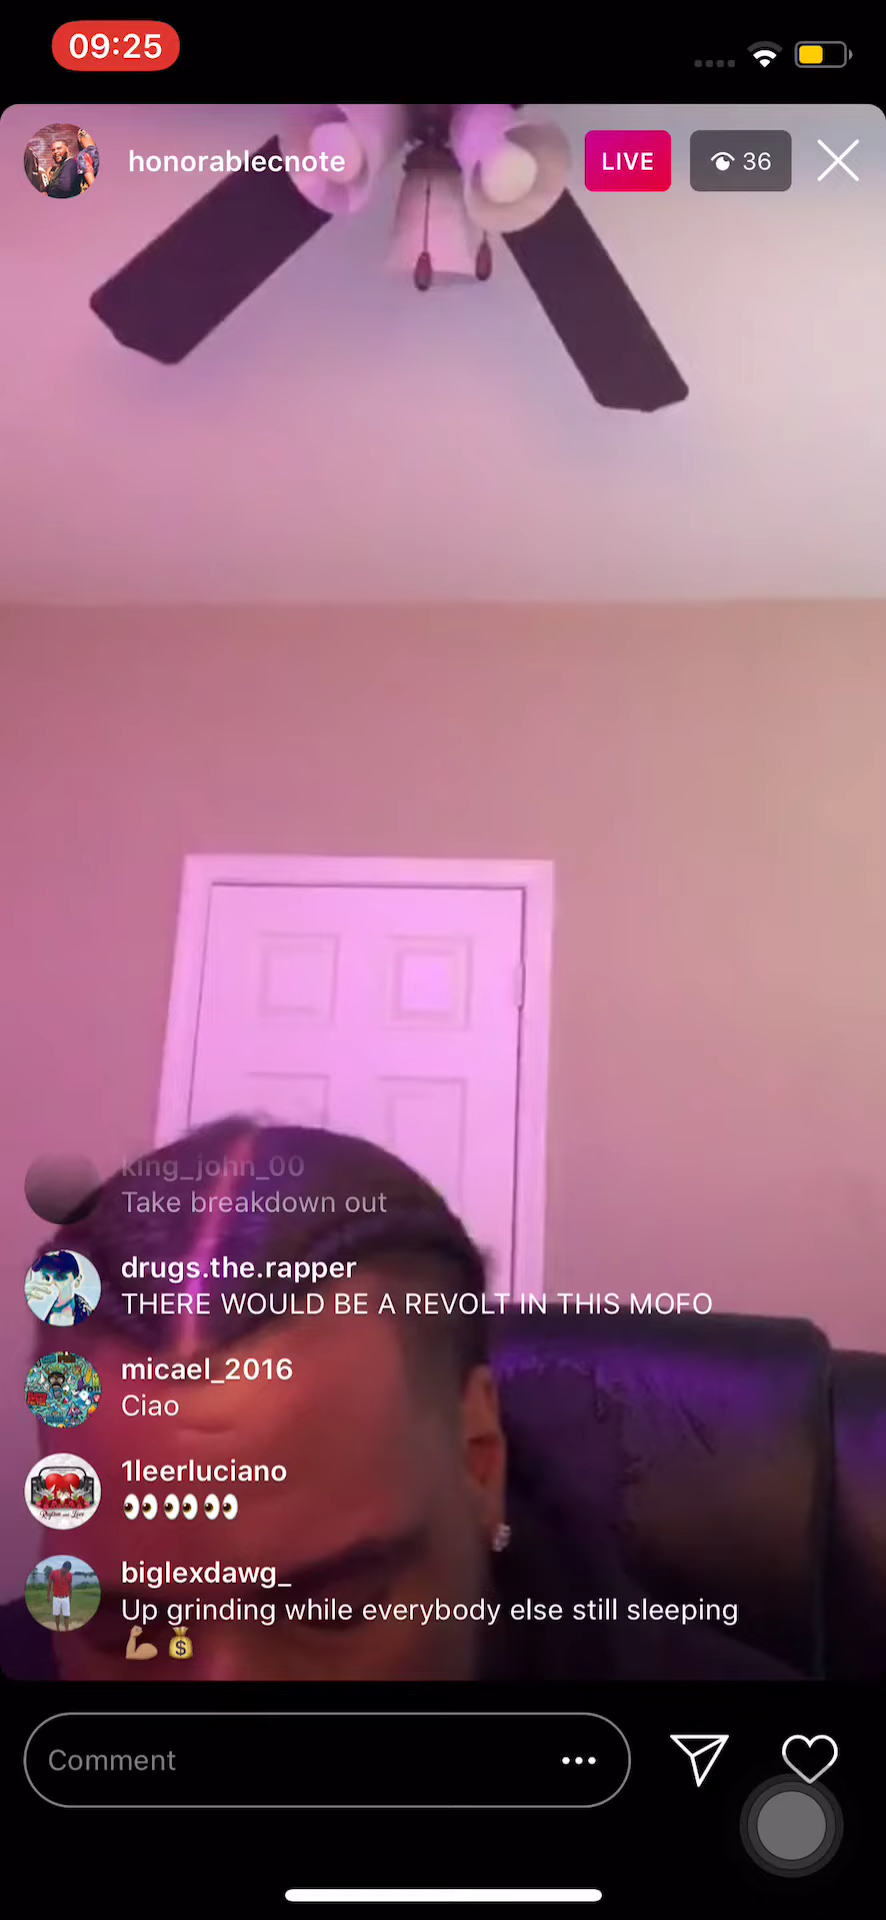 09:25
honorablecnote
LIVE
36
king_john_00
Take breakdown out
drugs.the.rapper
THERE WOULD BE A REVOLT IN THIS MOFO
micael_2016
Ciao
1leerluciano
👀👀👀
biglexdawg_
Up grinding while everybody else still sleeping
💪🏼💰
Comment